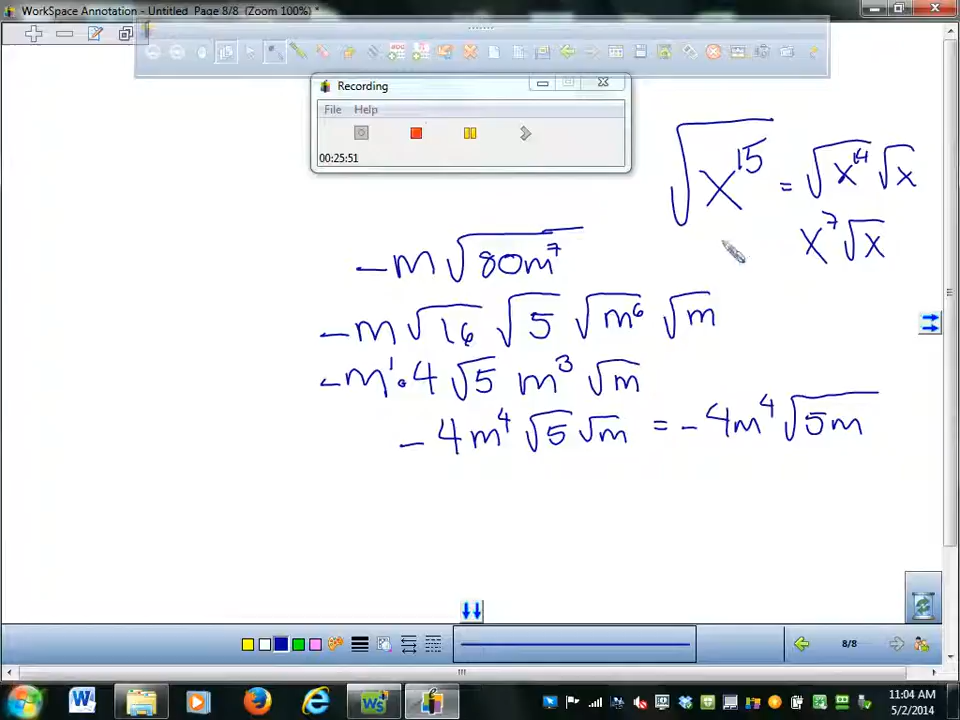 WorkSpace Annotation - Untitled Page 8/8 (Zoom 100%) *
Recording
File Help
00:25:51
√x¹⁵ = √x¹⁴ √x
x⁷√x
-m√80m⁷
-m√16 √5 √m⁶ √m
-m¹·4 √5 m³ √m
-4m⁴ √5 √m = -4m⁴√5m
8/8
11:04 AM
5/2/2014